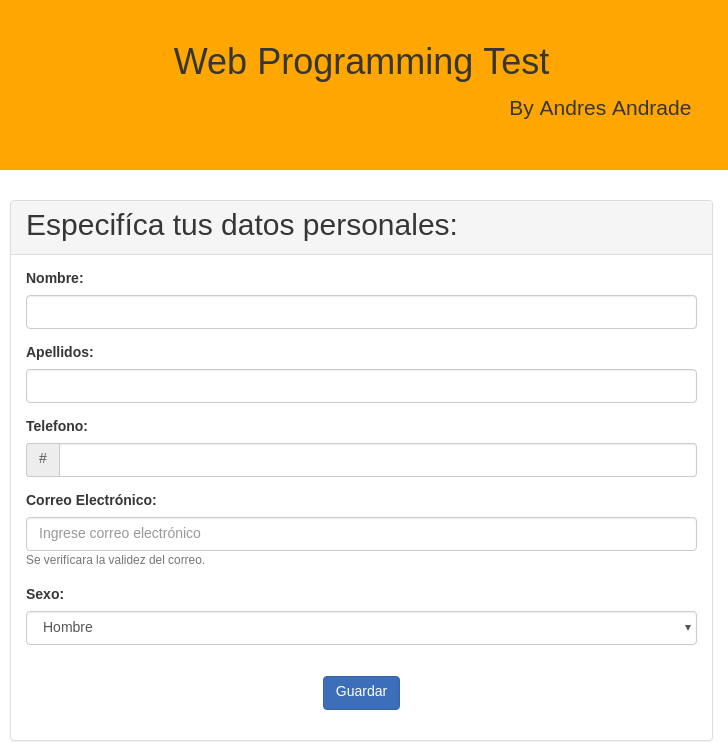 Web Programming Test
By Andres Andrade
Especifíca tus datos personales:
Nombre:
Apellidos:
Telefono:
#
Correo Electrónico:
Ingrese correo electrónico
Se verifícara la validez del correo.
Sexo:
Hombre
Guardar